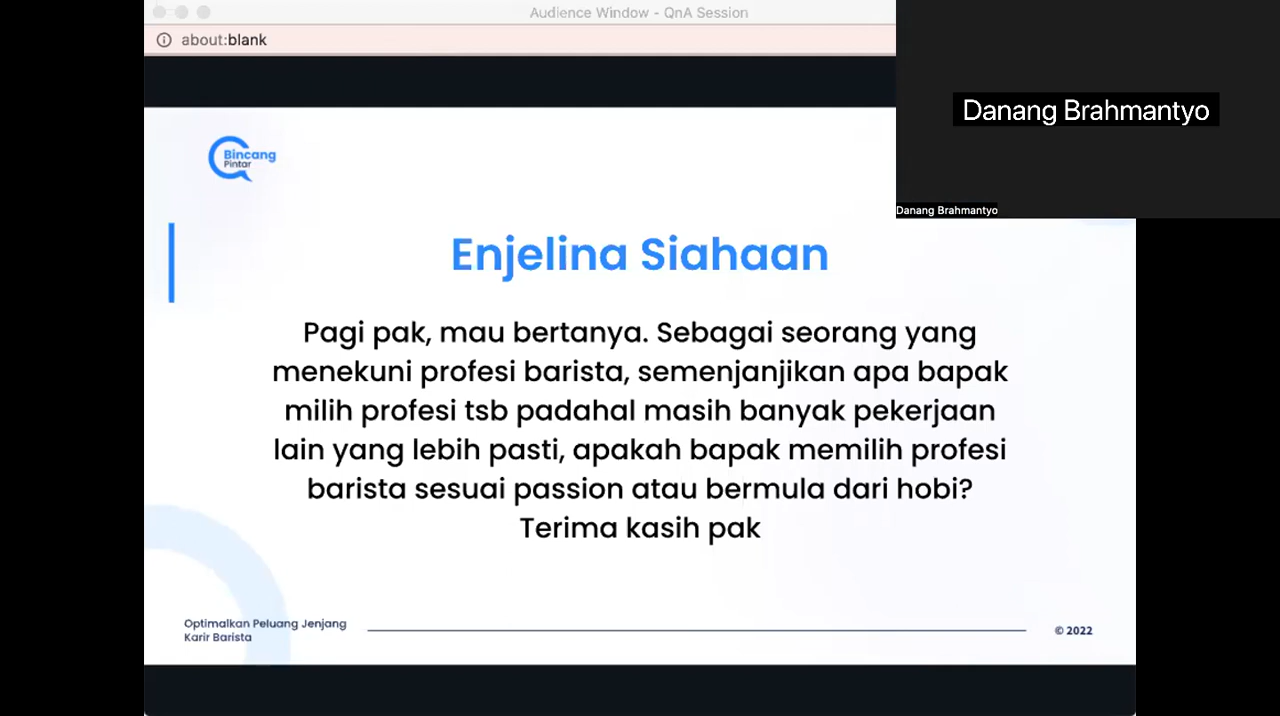 Audience Window - QnA Session
about:blank
Danang Brahmantyo
Danang Brahmantyo
Bincang
Pintar
Enjelina Siahaan
Pagi pak, mau bertanya. Sebagai seorang yang
menekuni profesi barista, semenjanjikan apa bapak
milih profesi tsb padahal masih banyak pekerjaan
lain yang lebih pasti, apakah bapak memilih profesi
barista sesuai passion atau bermula dari hobi?
Terima kasih pak
Optimalkan Peluang Jenjang
Karir Barista
© 2022